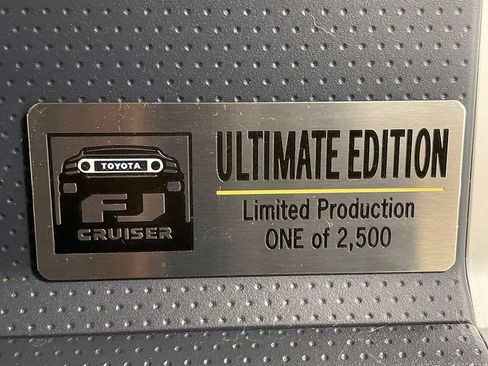 TOYOTA
FJ
CRUISER
ULTIMATE EDITION
Limited Production
ONE of 2,500